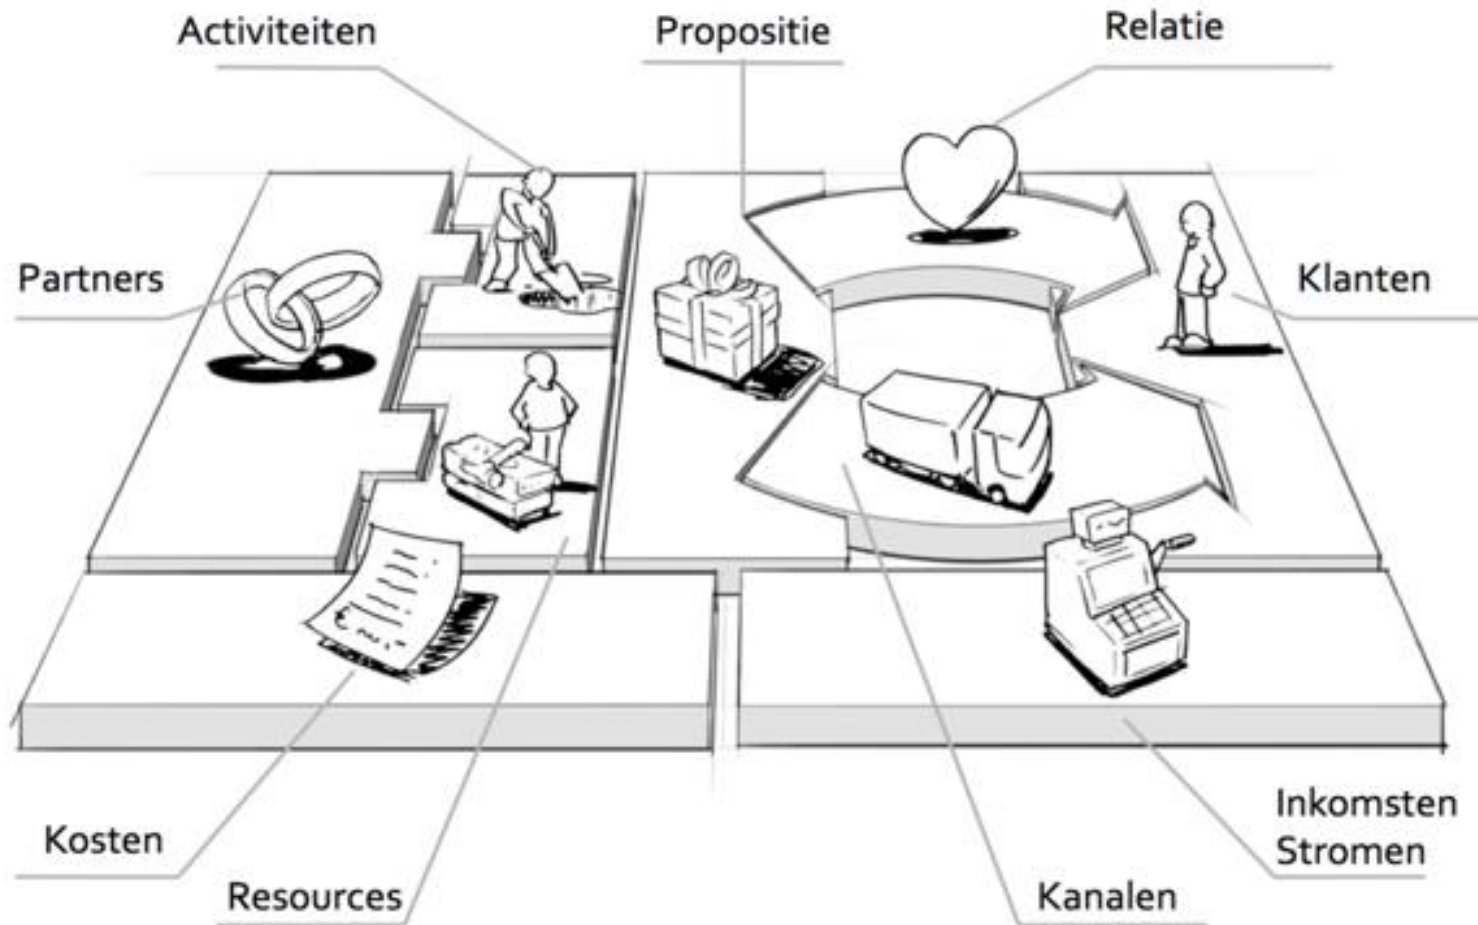 Activiteiten
Propositie
Relatie
Partners
Klanten
Kosten
Resources
Kanalen
Inkomsten
Stromen